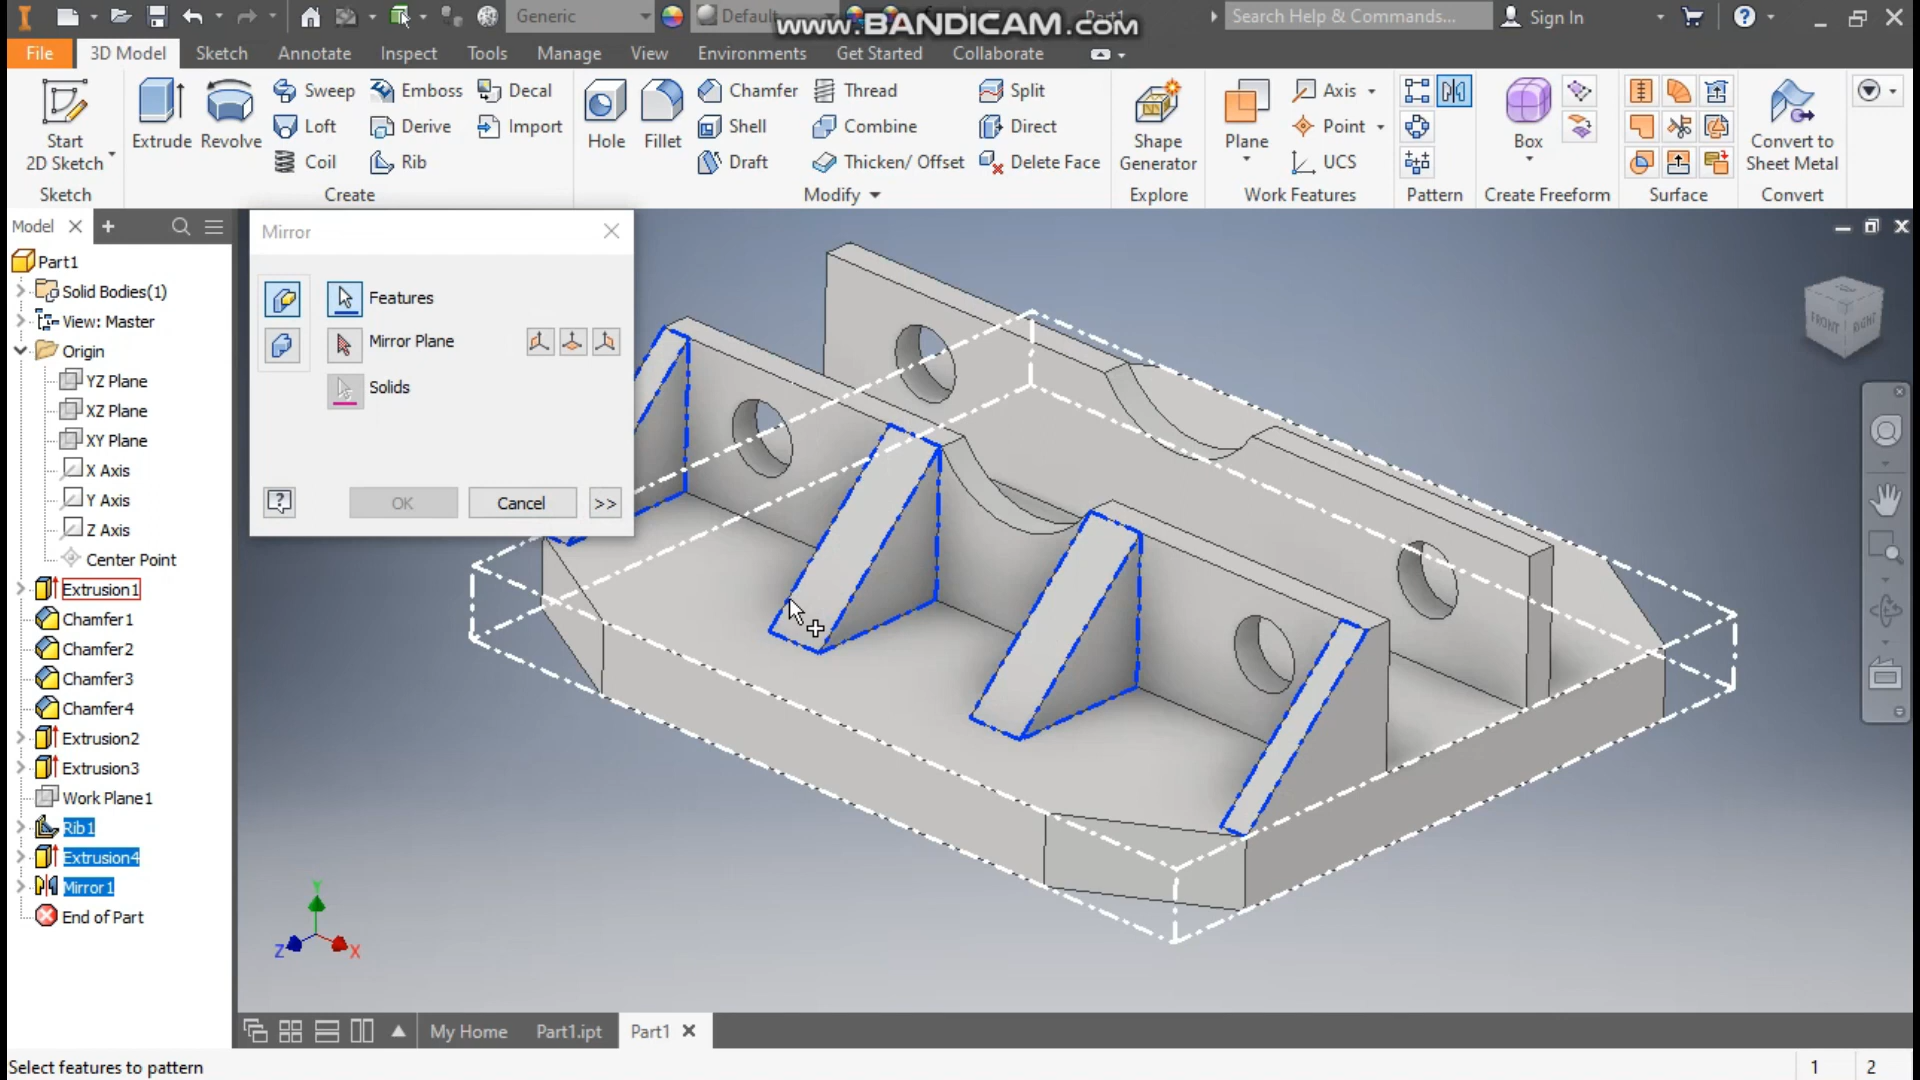 Generic
Default
www.BANDICAM.com
Part1
Search Help & Commands...
Sign In
File
3D Model
Sketch
Annotate
Inspect
Tools
Manage
View
Environments
Get Started
Collaborate
Start
2D Sketch
Sketch
Extrude
Revolve
Sweep
Loft
Coil
Emboss
Derive
Rib
Decal
Import
Create
Hole
Fillet
Chamfer
Shell
Draft
Thread
Combine
Thicken/ Offset
Split
Direct
Delete Face
Modify
Shape
Generator
Explore
Plane
Axis
Point
UCS
Work Features
Pattern
Box
Create Freeform
Surface
Convert to
Sheet Metal
Convert
Model
Part1
Solid Bodies(1)
View: Master
Origin
YZ Plane
XZ Plane
XY Plane
X Axis
Y Axis
Z Axis
Center Point
Extrusion1
Chamfer1
Chamfer2
Chamfer3
Chamfer4
Extrusion2
Extrusion3
Work Plane1
Rib1
Extrusion4
Mirror1
End of Part
Mirror
Features
Mirror Plane
Solids
OK
Cancel
>>
FRONT
RIGHT
Y
Z
X
My Home
Part1.ipt
Part1
Select features to pattern
1
2